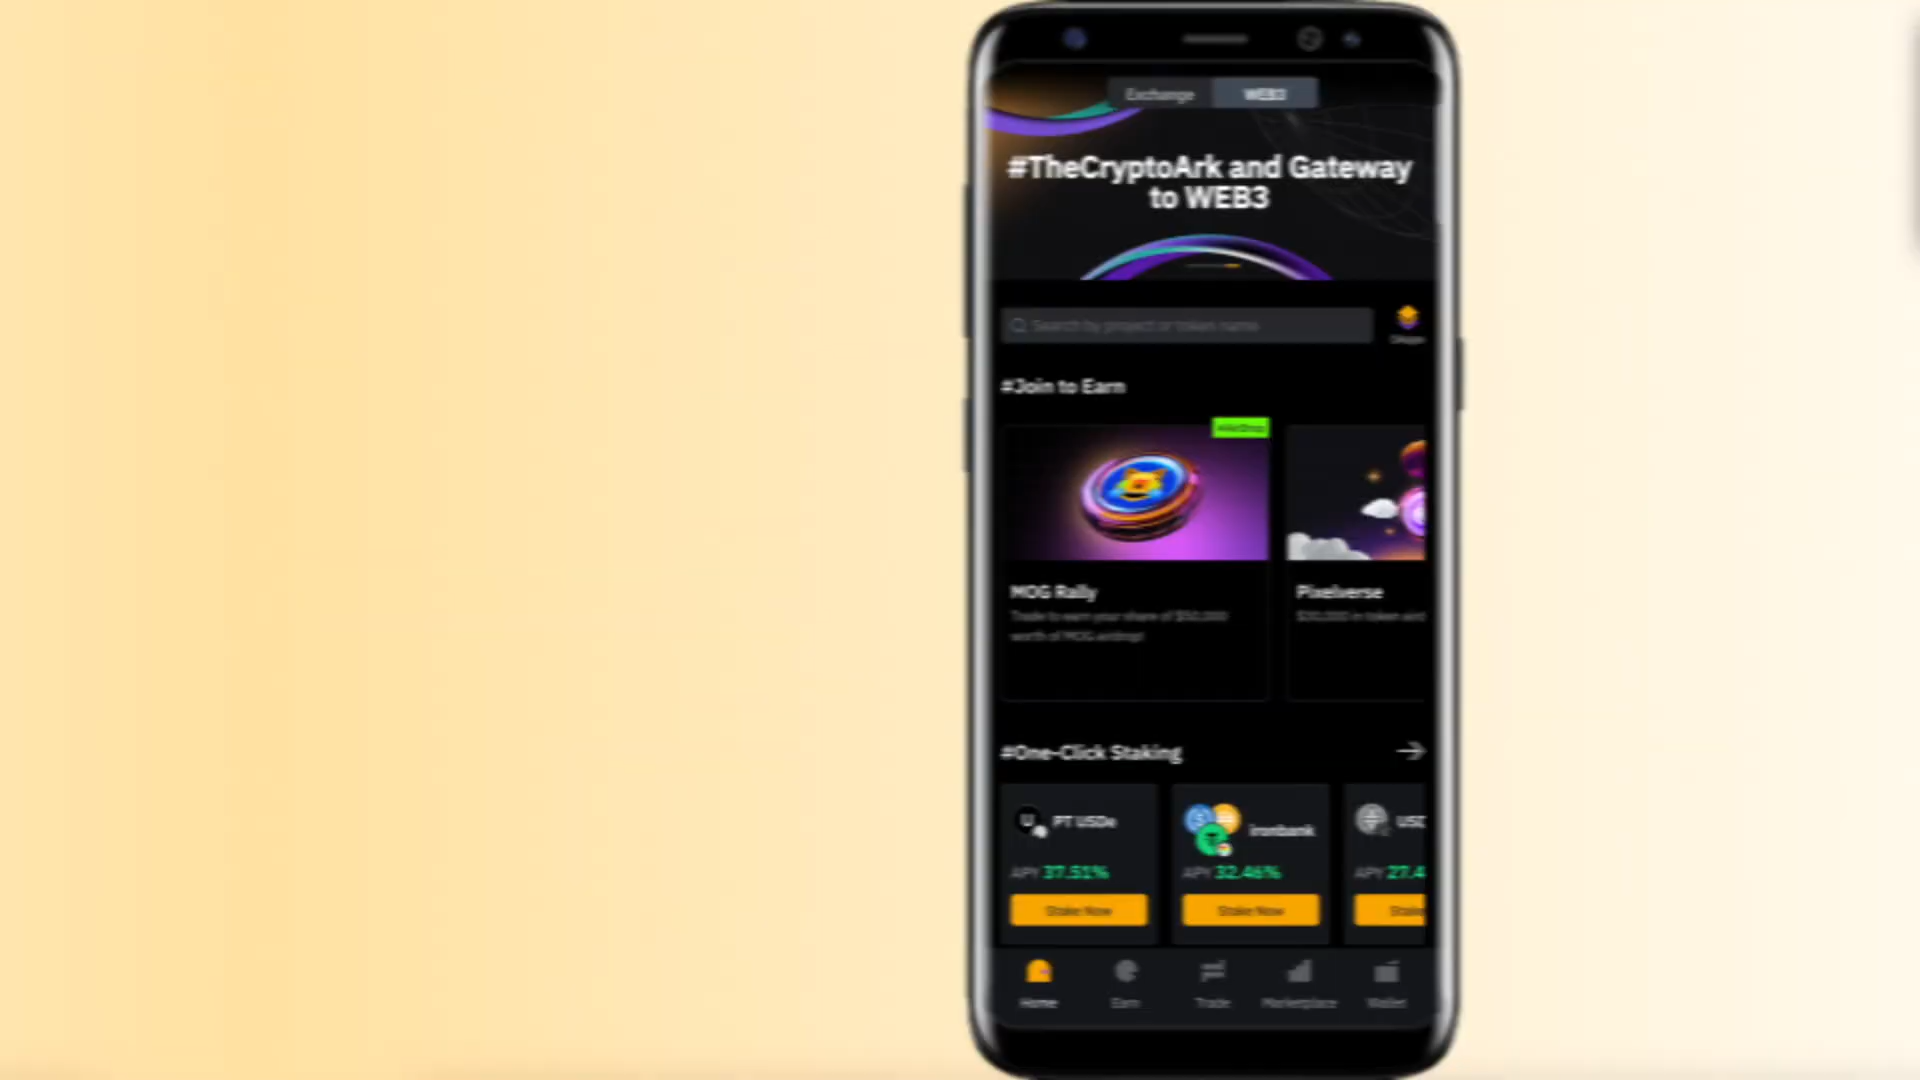 Exchange WEB3
#TheCryptoArk and Gateway
to WEB3
Search by project or token name
#Join to Earn
MOG Rally
Trade to earn your share of $50,000
worth of MOG airdrop!
Pixelverse
$20,000 in token
#One-Click Staking
PT USDe
ironbank
USD
APY 37.51%
APY 32.46%
APY 27.4
Stake Now
Stake Now
Stake
Home Earn Trade Marketplace Wallet